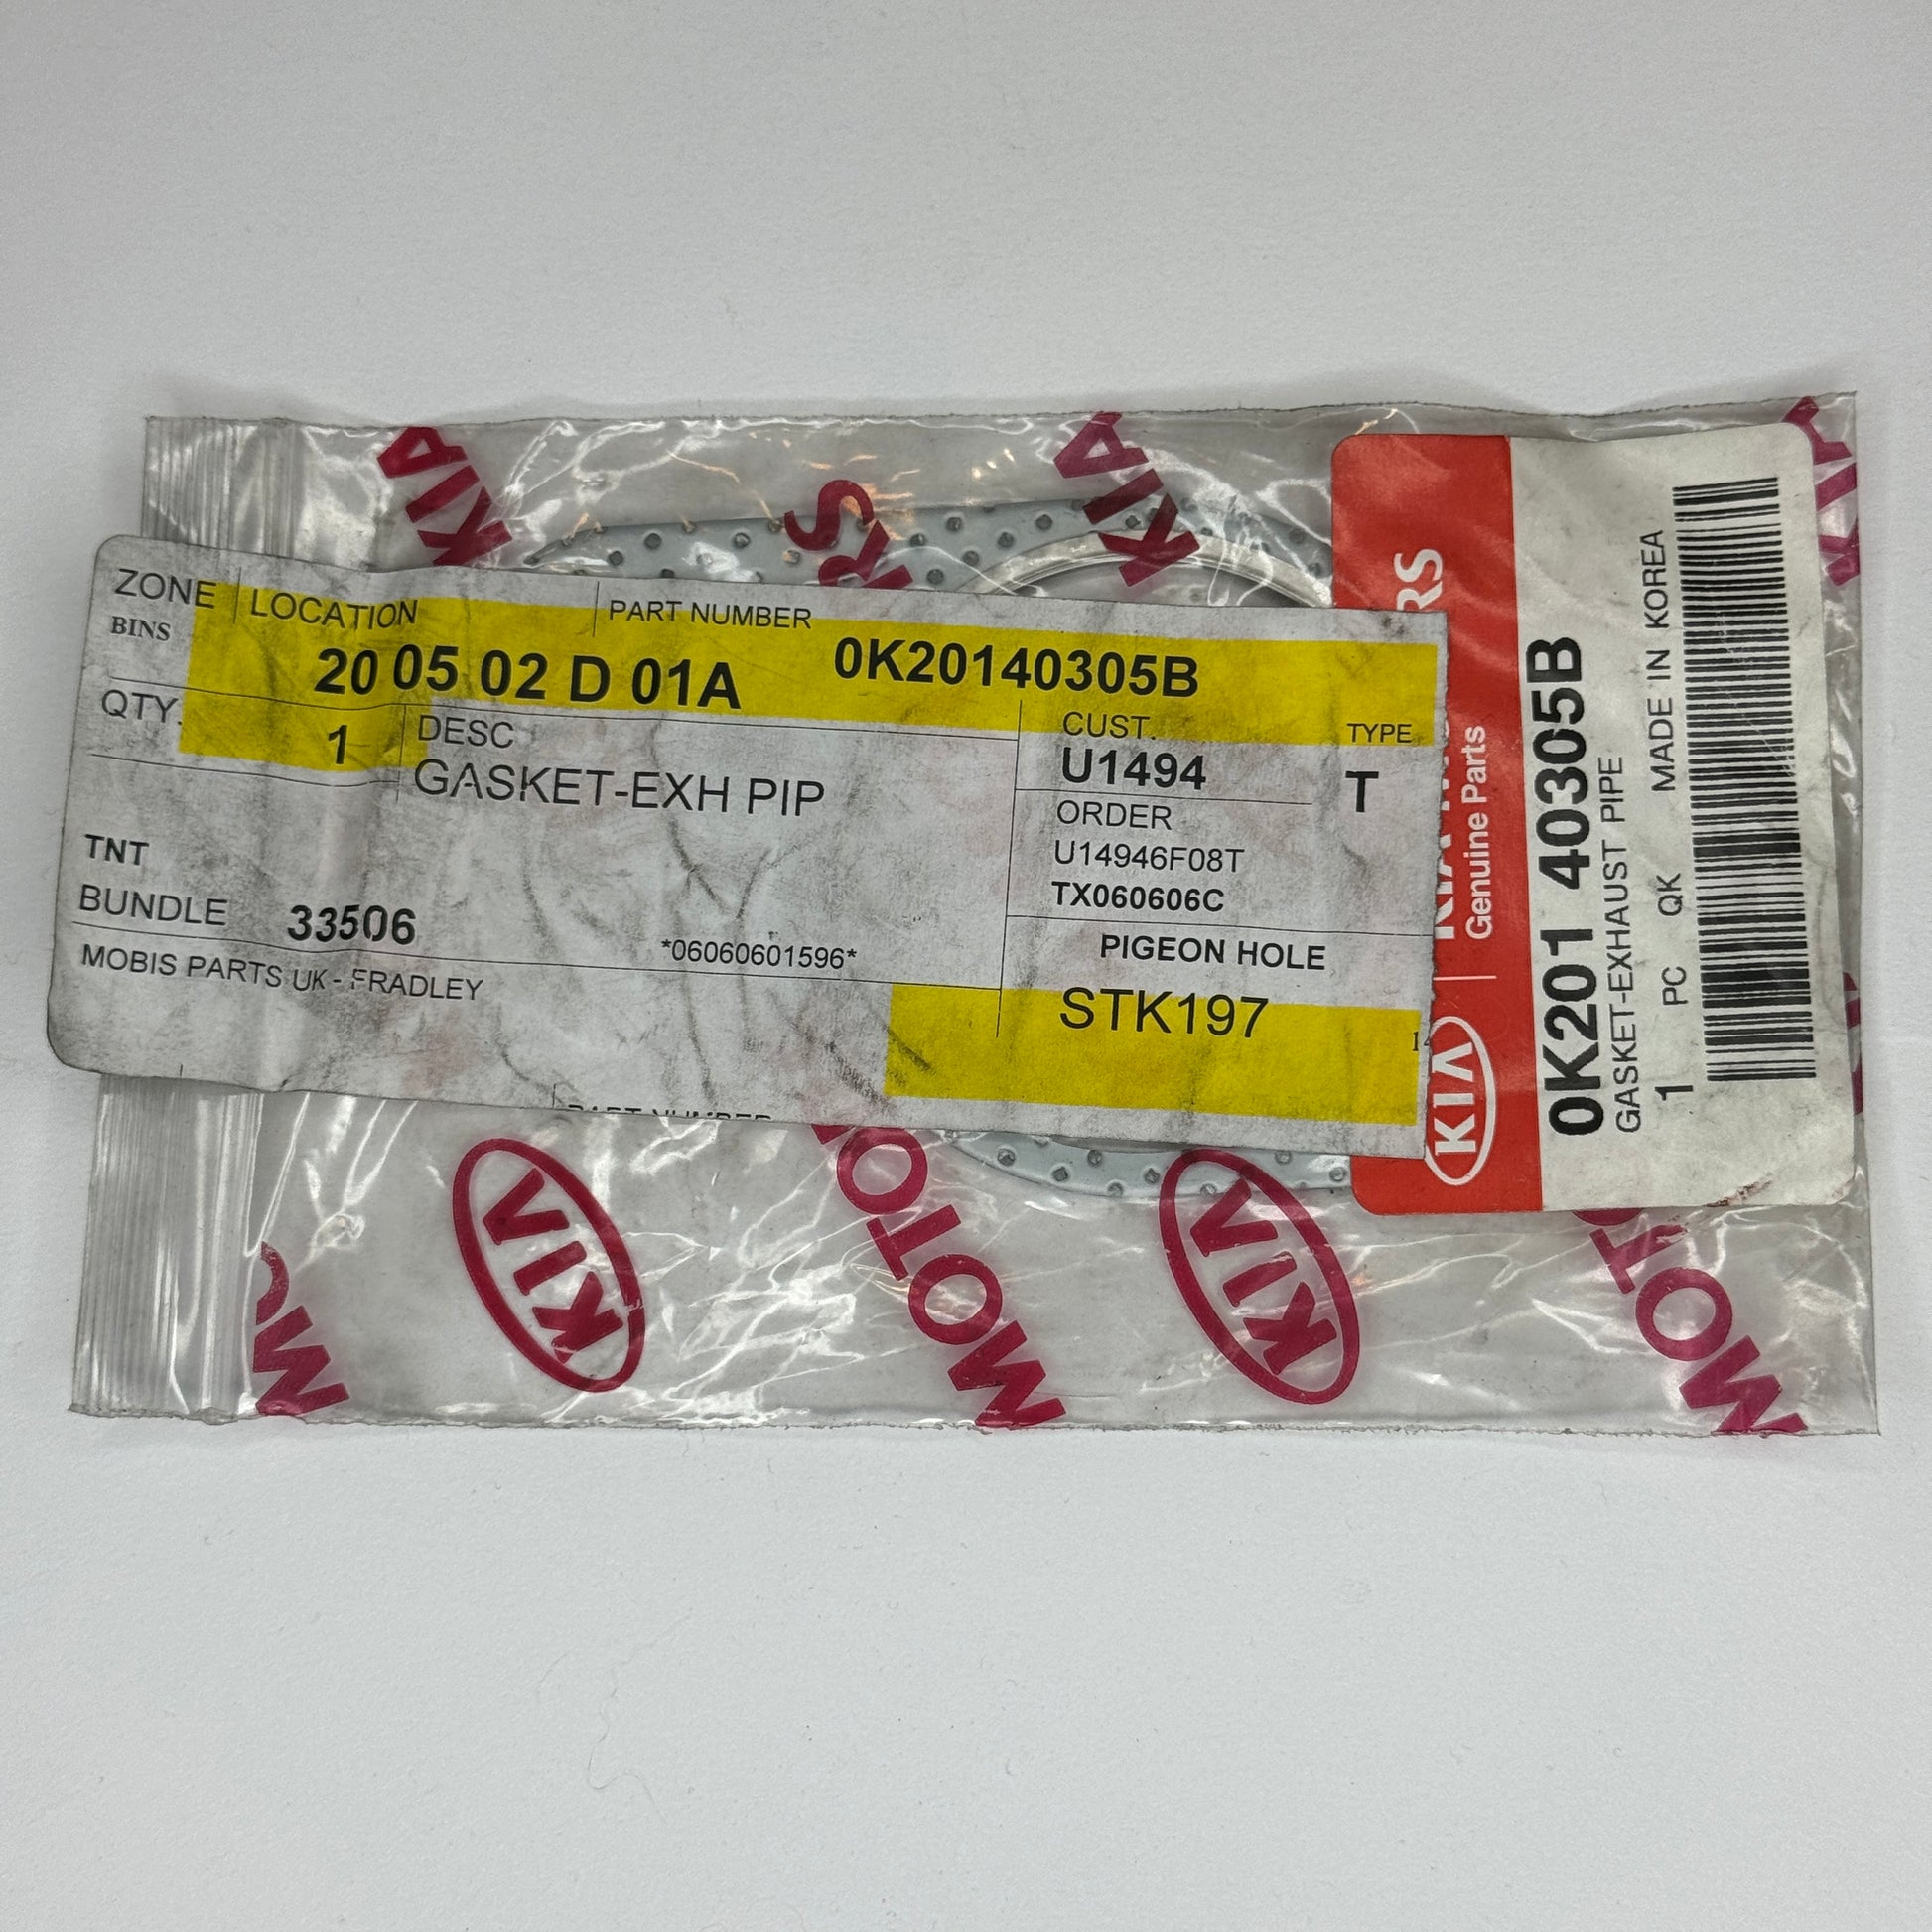 ZONE LOCATION PART NUMBER
BINS
20 05 02 D 01A 0K20140305B
QTY. 1 DESC CUST. TYPE
GASKET-EXH PIP U1494 T
ORDER
U14946F08T
TNT TX060606C
BUNDLE 33506 *06060601596* PIGEON HOLE
MOBIS PARTS UK - FRADLEY STK197
PART NUMBER
KIA
Genuine Parts
0K201 40305B
GASKET-EXHAUST PIPE
1 PC QK MADE IN KOREA
KIA
KIA
KIA
KIA
MOTO
MOTO